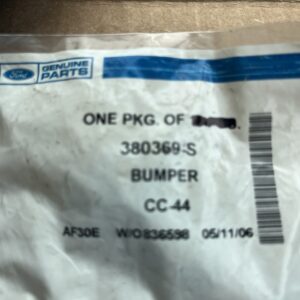 Ford GENUINE PARTS
ONE PKG. OF
380369-S
BUMPER
CC-44
AF30E W/O836598 05/11/06